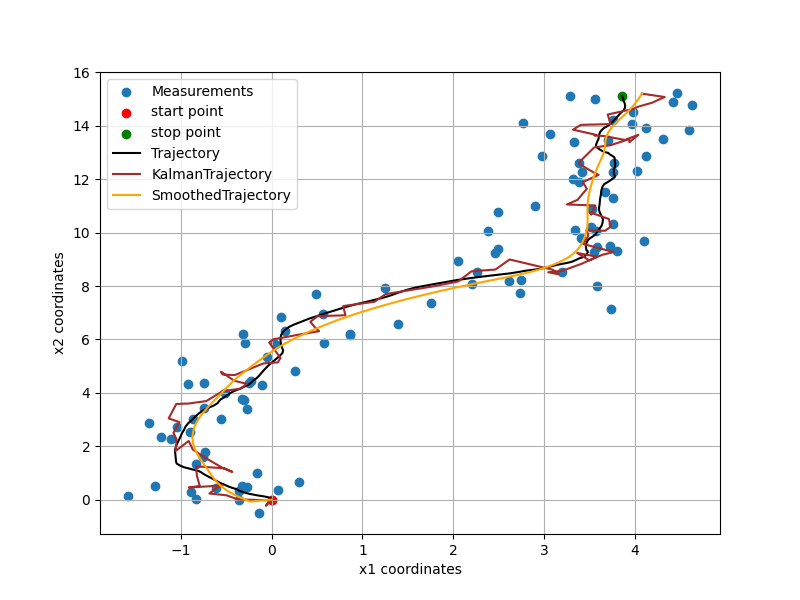 Measurements
start point
stop point
Trajectory
KalmanTrajectory
SmoothedTrajectory
16
14
12
10
8
6
4
2
0
x2 coordinates
−1 0 1 2 3 4
x1 coordinates